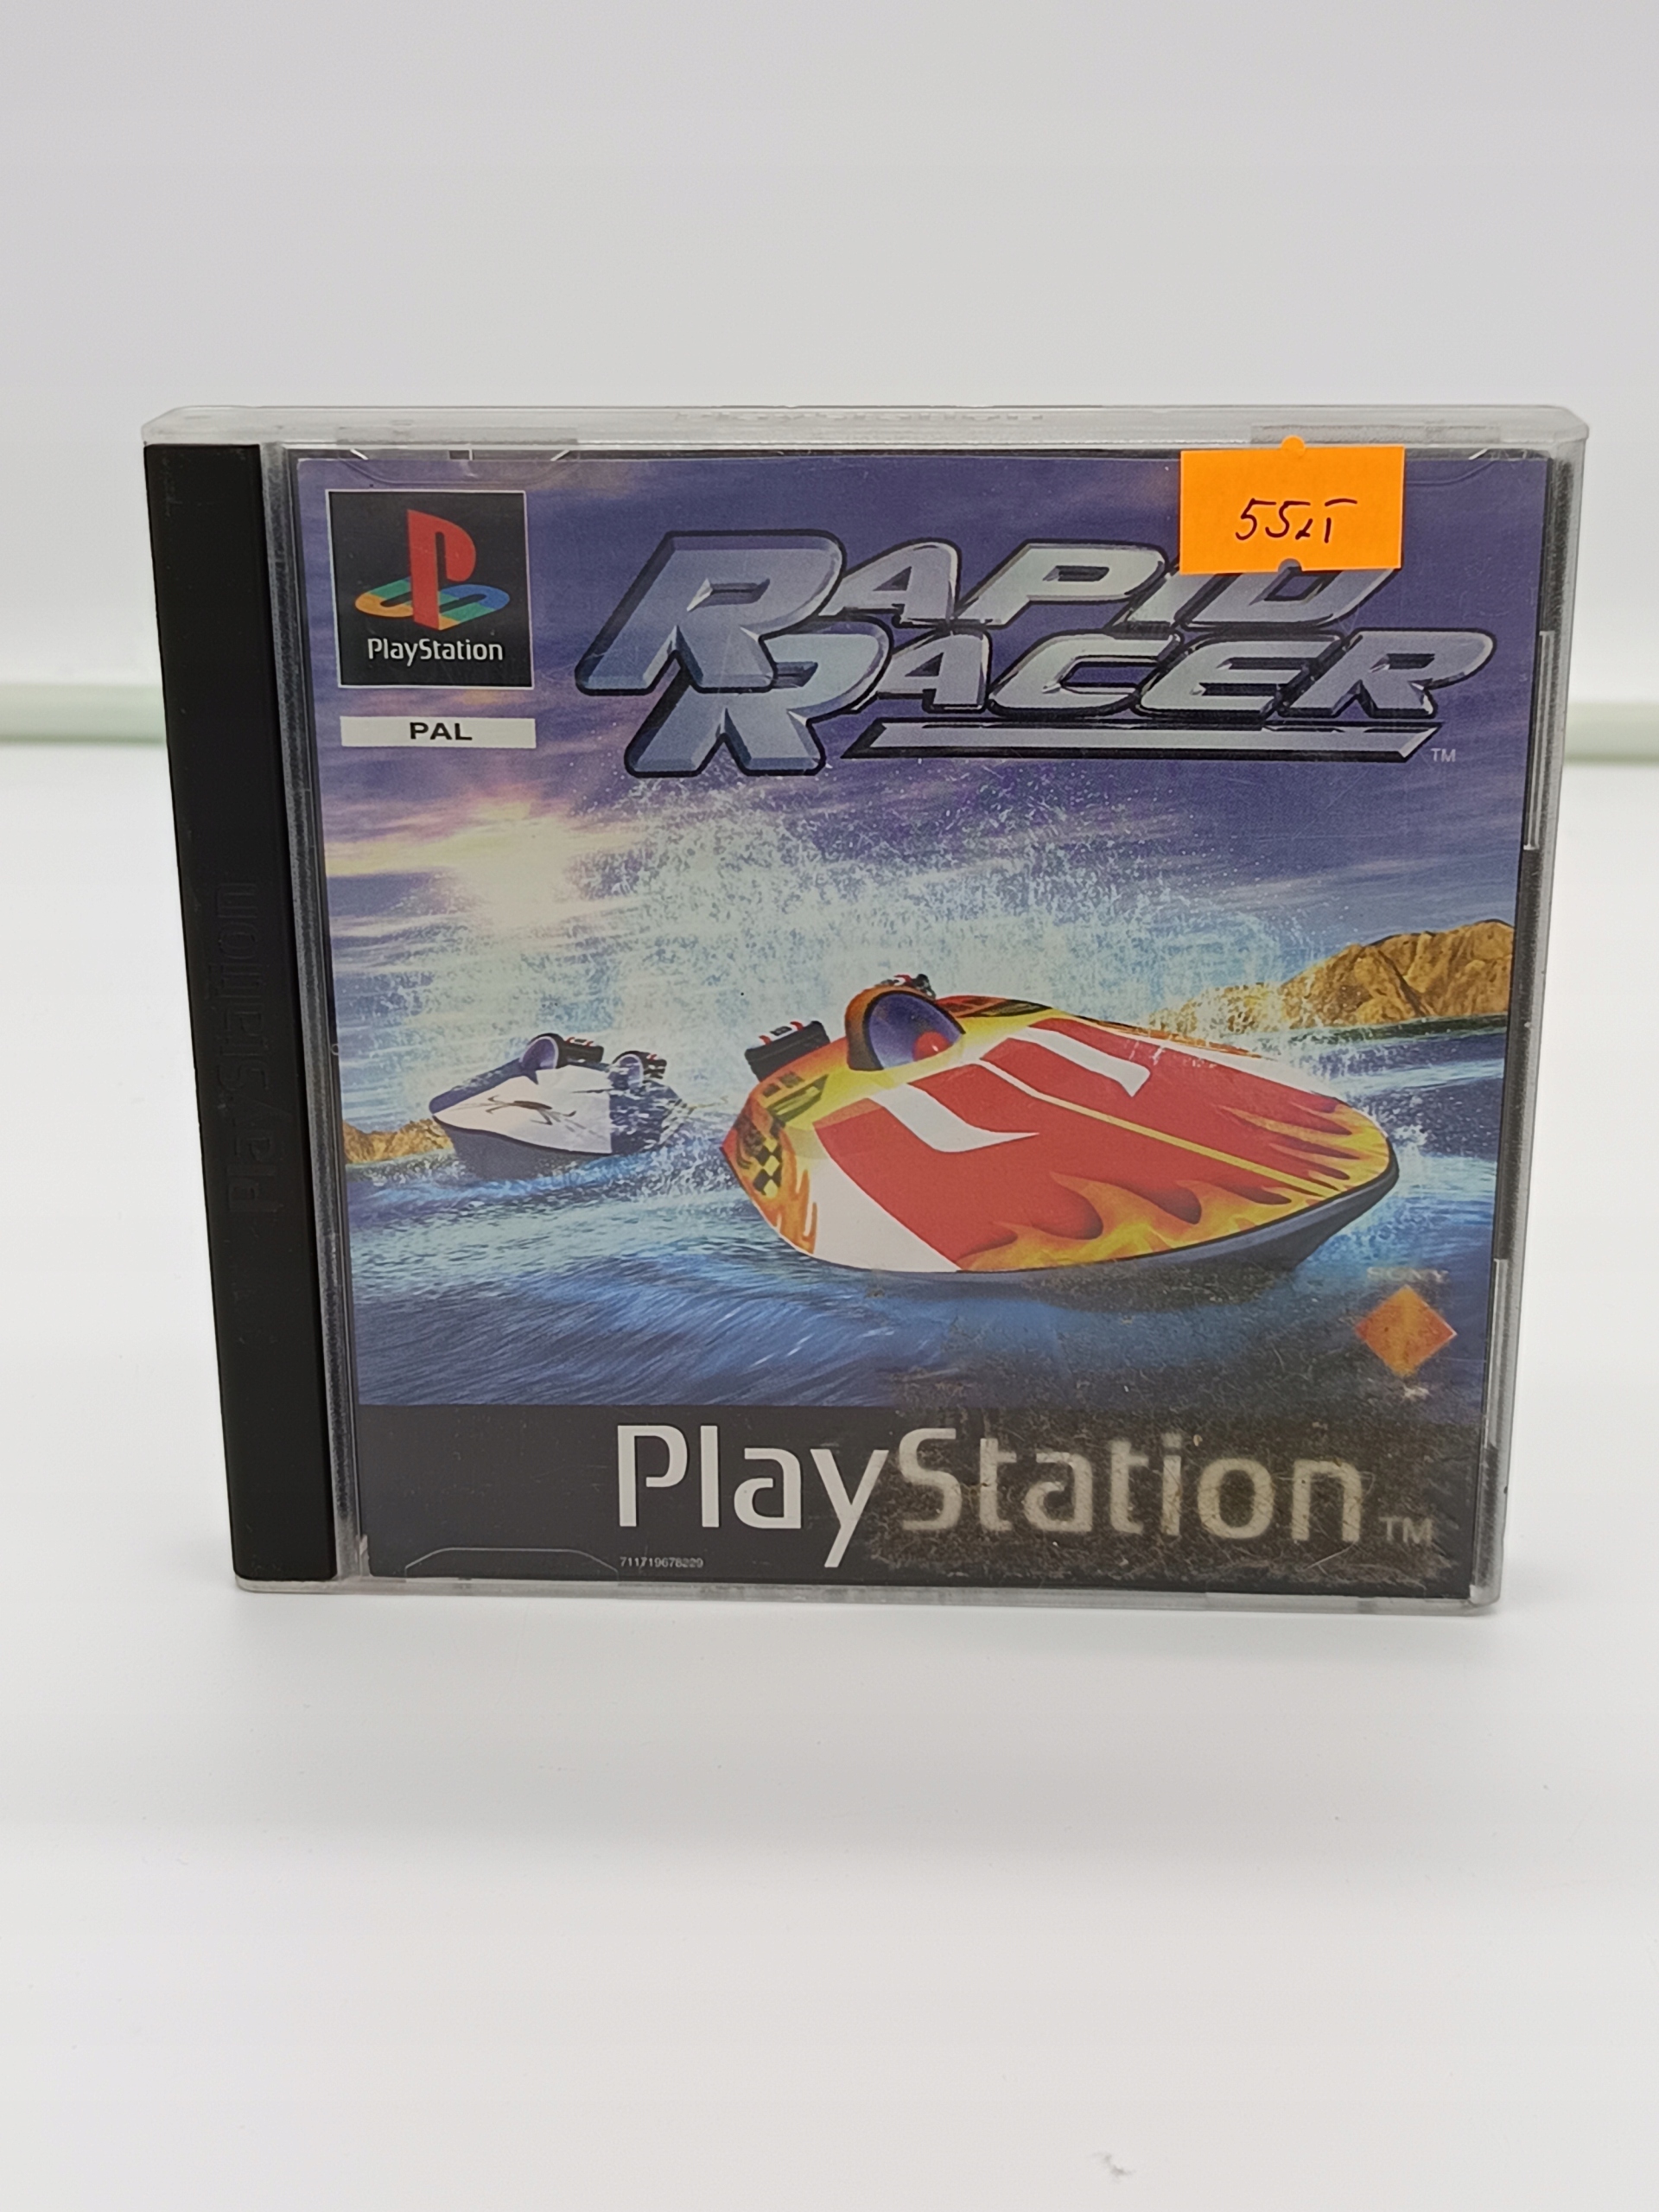 55zł
PlayStation
PAL
RAPID
RACER
TM
PlayStation
SONY
PlayStation TM
711719678229